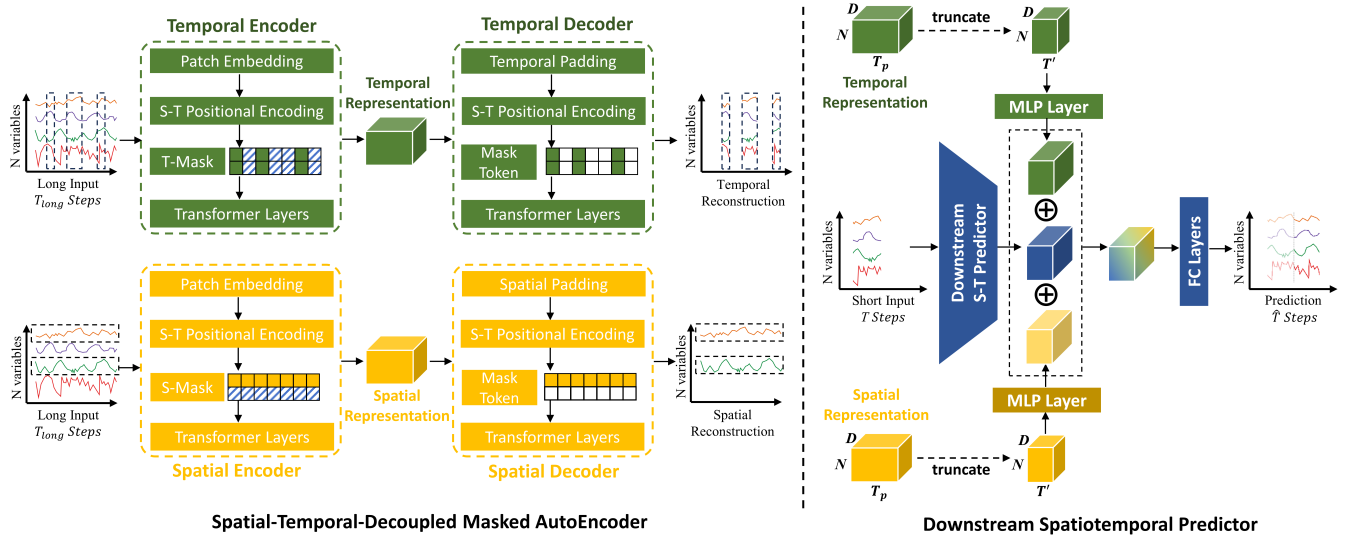 Temporal Encoder
Patch Embedding
S-T Positional Encoding
T-Mask
Transformer Layers
N variables
Long Input
T_long Steps
Temporal
Representation
Temporal Decoder
Temporal Padding
S-T Positional Encoding
Mask
Token
Transformer Layers
N variables
Temporal
Reconstruction
Patch Embedding
S-T Positional Encoding
S-Mask
Transformer Layers
Spatial Encoder
N variables
Long Input
T_long Steps
Spatial
Representation
Spatial Padding
S-T Positional Encoding
Mask
Token
Transformer Layers
Spatial Decoder
N variables
Spatial
Reconstruction
Spatial-Temporal-Decoupled Masked AutoEncoder
D
N
T_p
truncate
D
N
T'
Temporal
Representation
MLP Layer
N variables
Short Input
T Steps
Downstream
S-T Predictor
FC Layers
N variables
Prediction
T̂ Steps
MLP Layer
Spatial
Representation
D
N
T_p
truncate
D
N
T'
Downstream Spatiotemporal Predictor